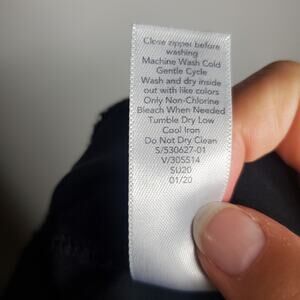 Close zipper before
washing
Machine Wash Cold
Gentle Cycle
Wash and dry inside
out with like colors
Only Non-Chlorine
Bleach When Needed
Tumble Dry Low
Cool Iron
Do Not Dry Clean
S/530627-01
V/305514
SU20
01/20